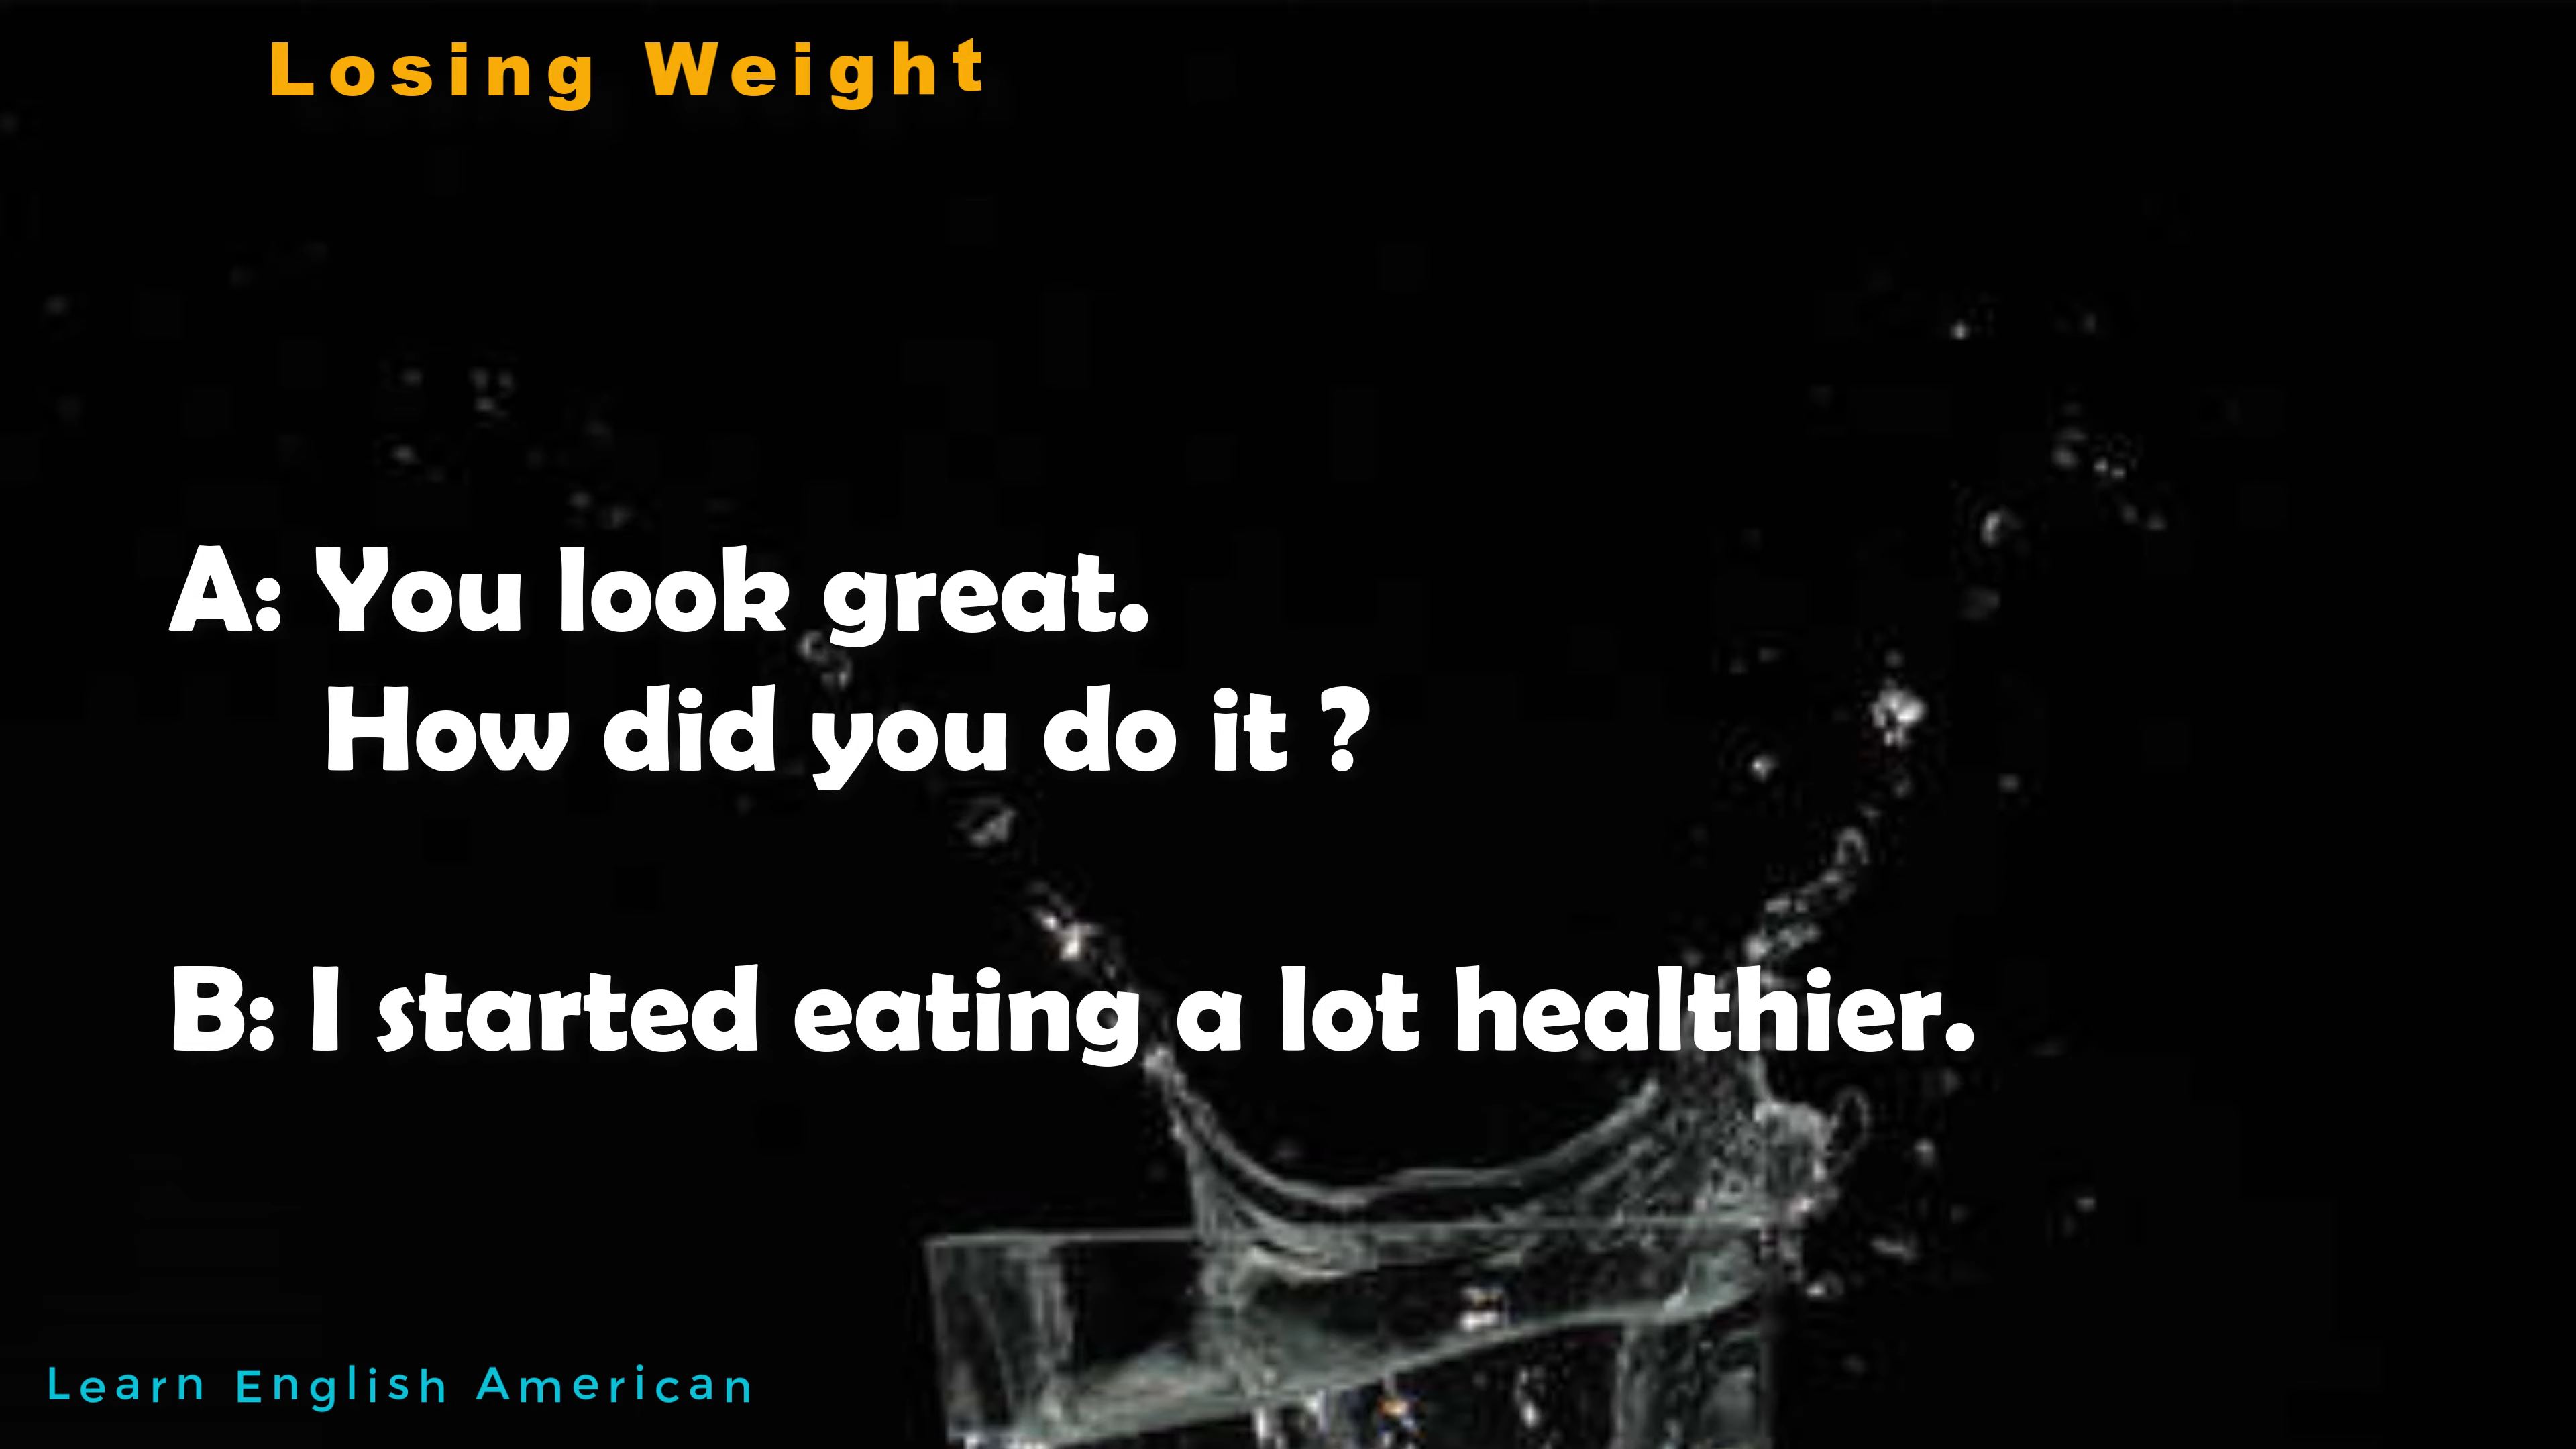 Losing Weight
A: You look great.
How did you do it ?
B: I started eating a lot healthier.
Learn English American